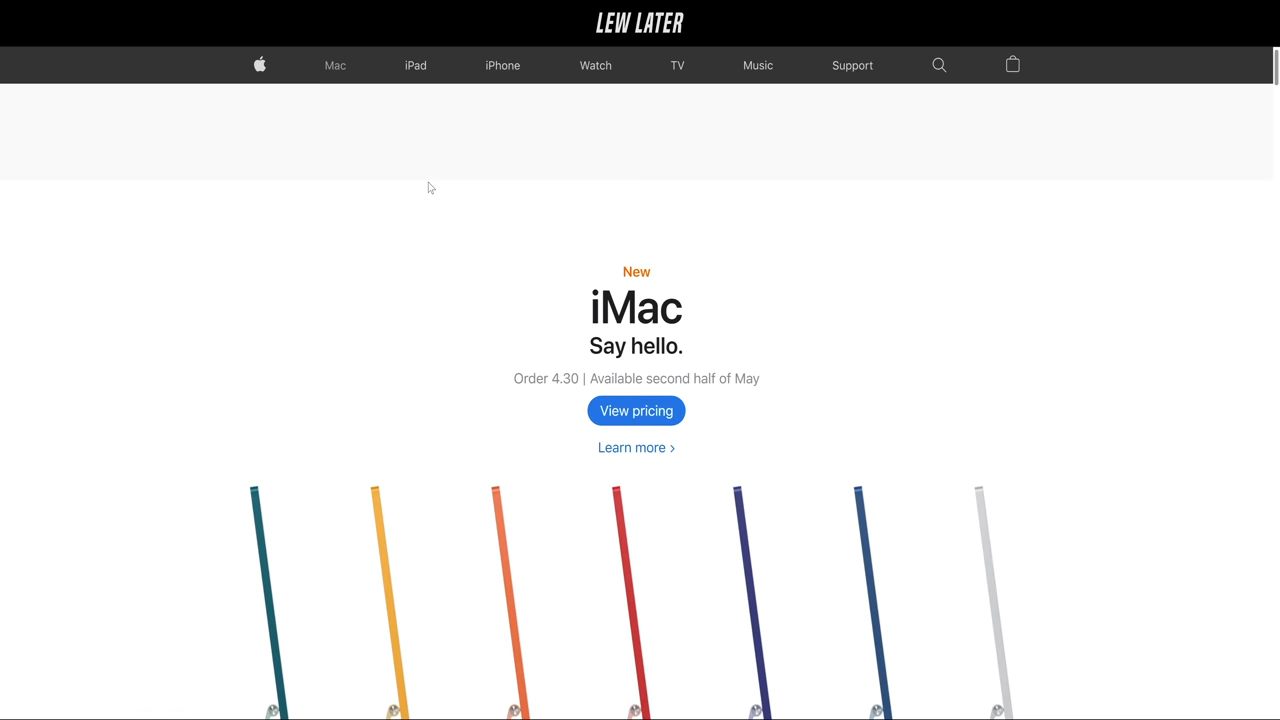 LEW LATER
Mac iPad iPhone Watch TV Music Support
New
iMac
Say hello.
Order 4.30 | Available second half of May
View pricing
Learn more >